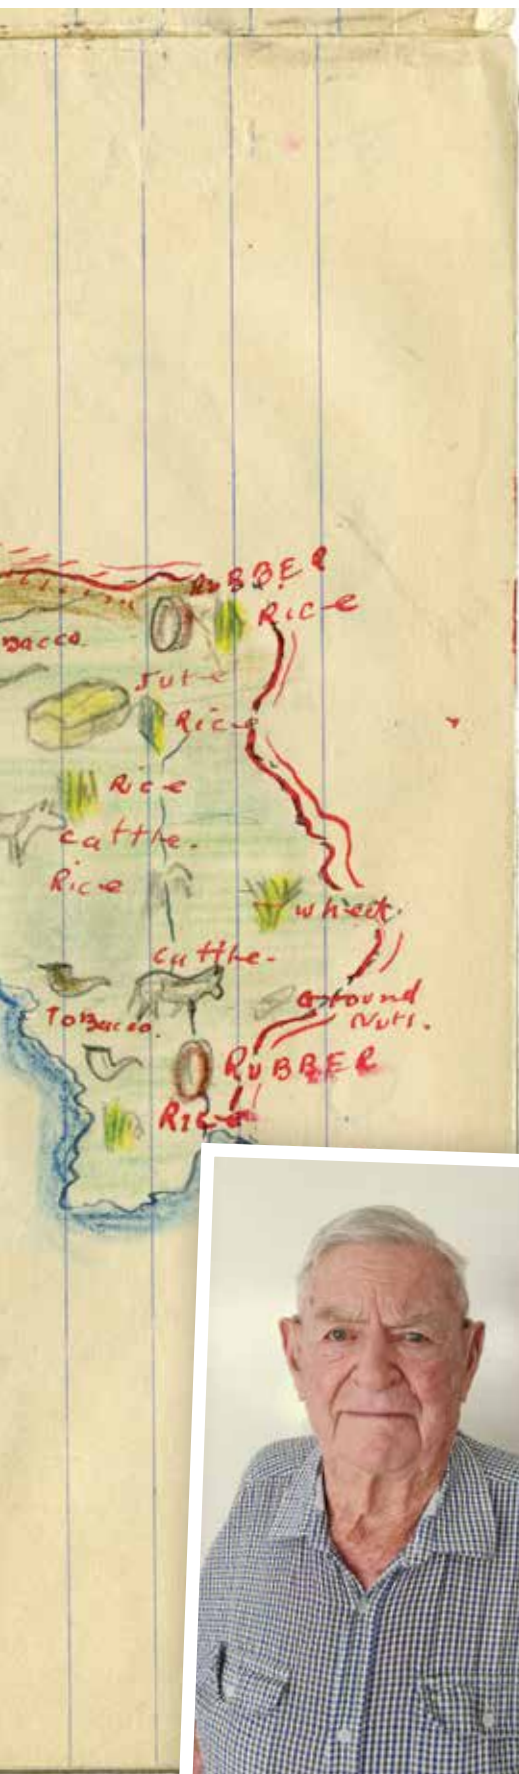 RUBBER
Rice
bacco.
Jute
Rice
Rice
cattle.
Rice
wheat.
cattle.
Ground
Nuts.
ToBacco.
RUBBER
Rice